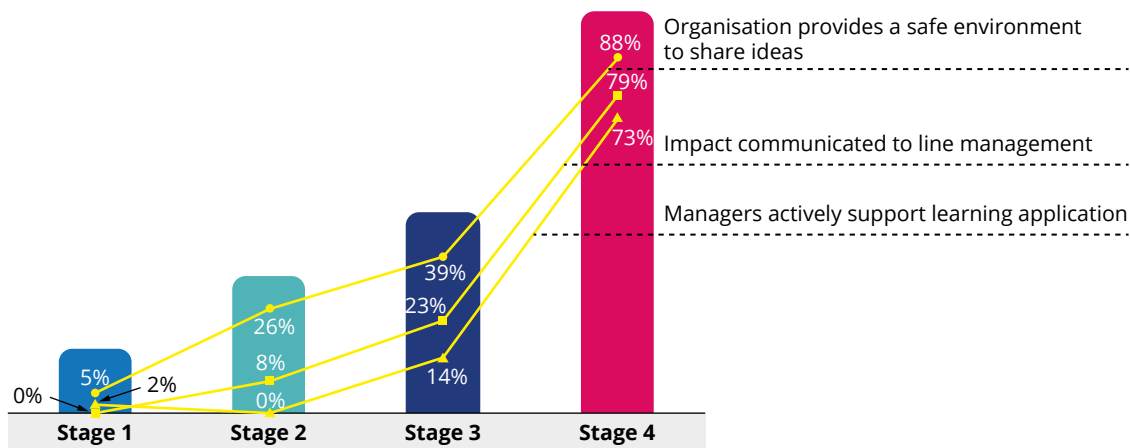 Organisation provides a safe environment
to share ideas
88%
79%
73%
Impact communicated to line management
Managers actively support learning application
39%
23%
14%
26%
8%
0%
5%
2%
0%
Stage 1
Stage 2
Stage 3
Stage 4